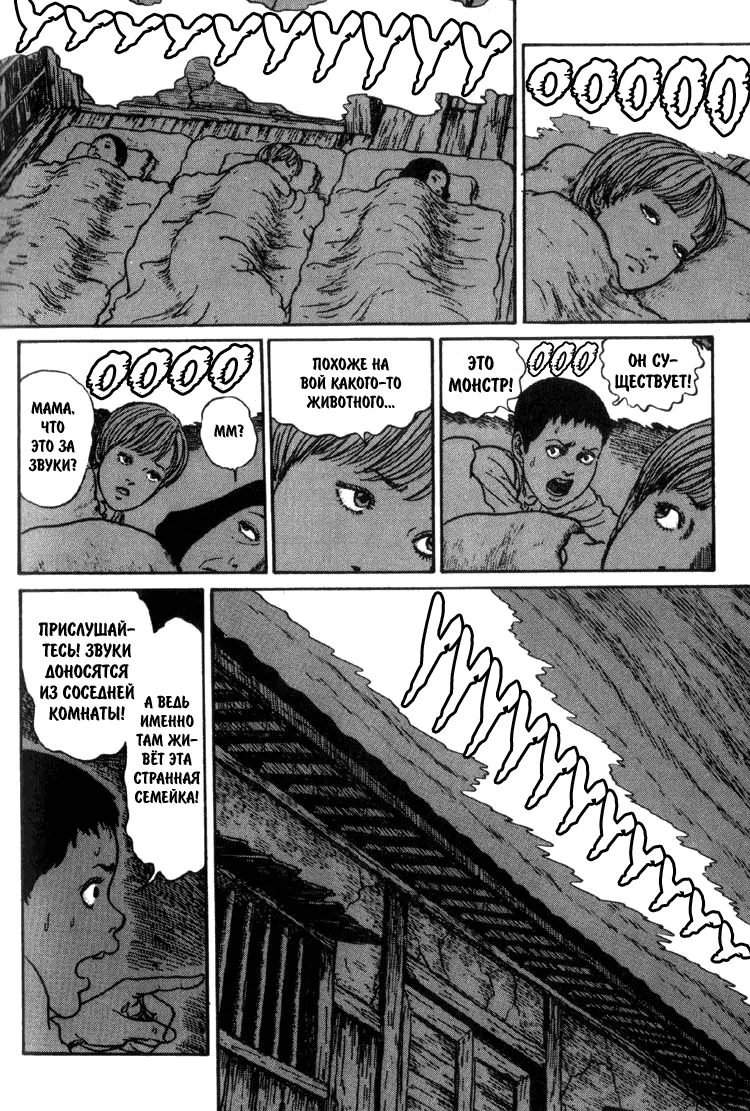 УУУУУУУУУ
ООООО
ОООО
МАМА,
ЧТО
ЭТО ЗА
ЗВУКИ?
ММ?
ПОХОЖЕ НА
ВОЙ КАКОГО-ТО
ЖИВОТНОГО...
ЭТО
МОНСТР!
ООО
ОН СУ-
ЩЕСТВУЕТ!
ПРИСЛУШАЙ-
ТЕСЬ! ЗВУКИ
ДОНОСЯТСЯ
ИЗ СОСЕДНЕЙ
КОМНАТЫ!
А ВЕДЬ
ИМЕННО
ТАМ ЖИ-
ВЁТ ЭТА
СТРАННАЯ
СЕМЕЙКА!
УУУУУУУУУУУ